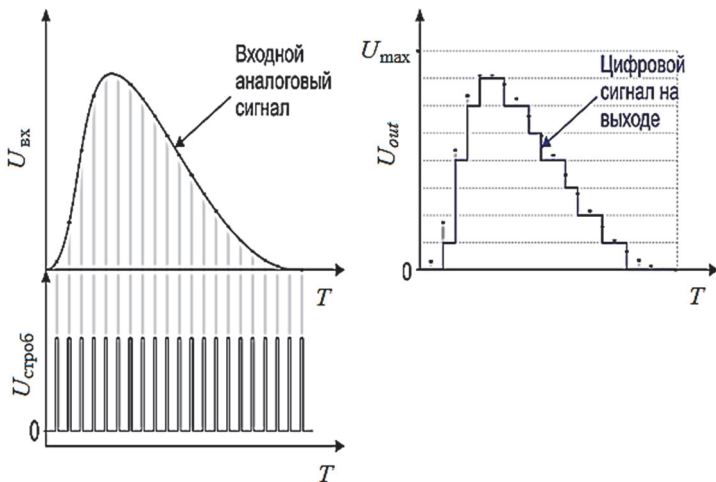 Входной
аналоговый
сигнал
U вх
T
U строб
0
T
U max
Цифровой
сигнал на
выходе
U out
0
T